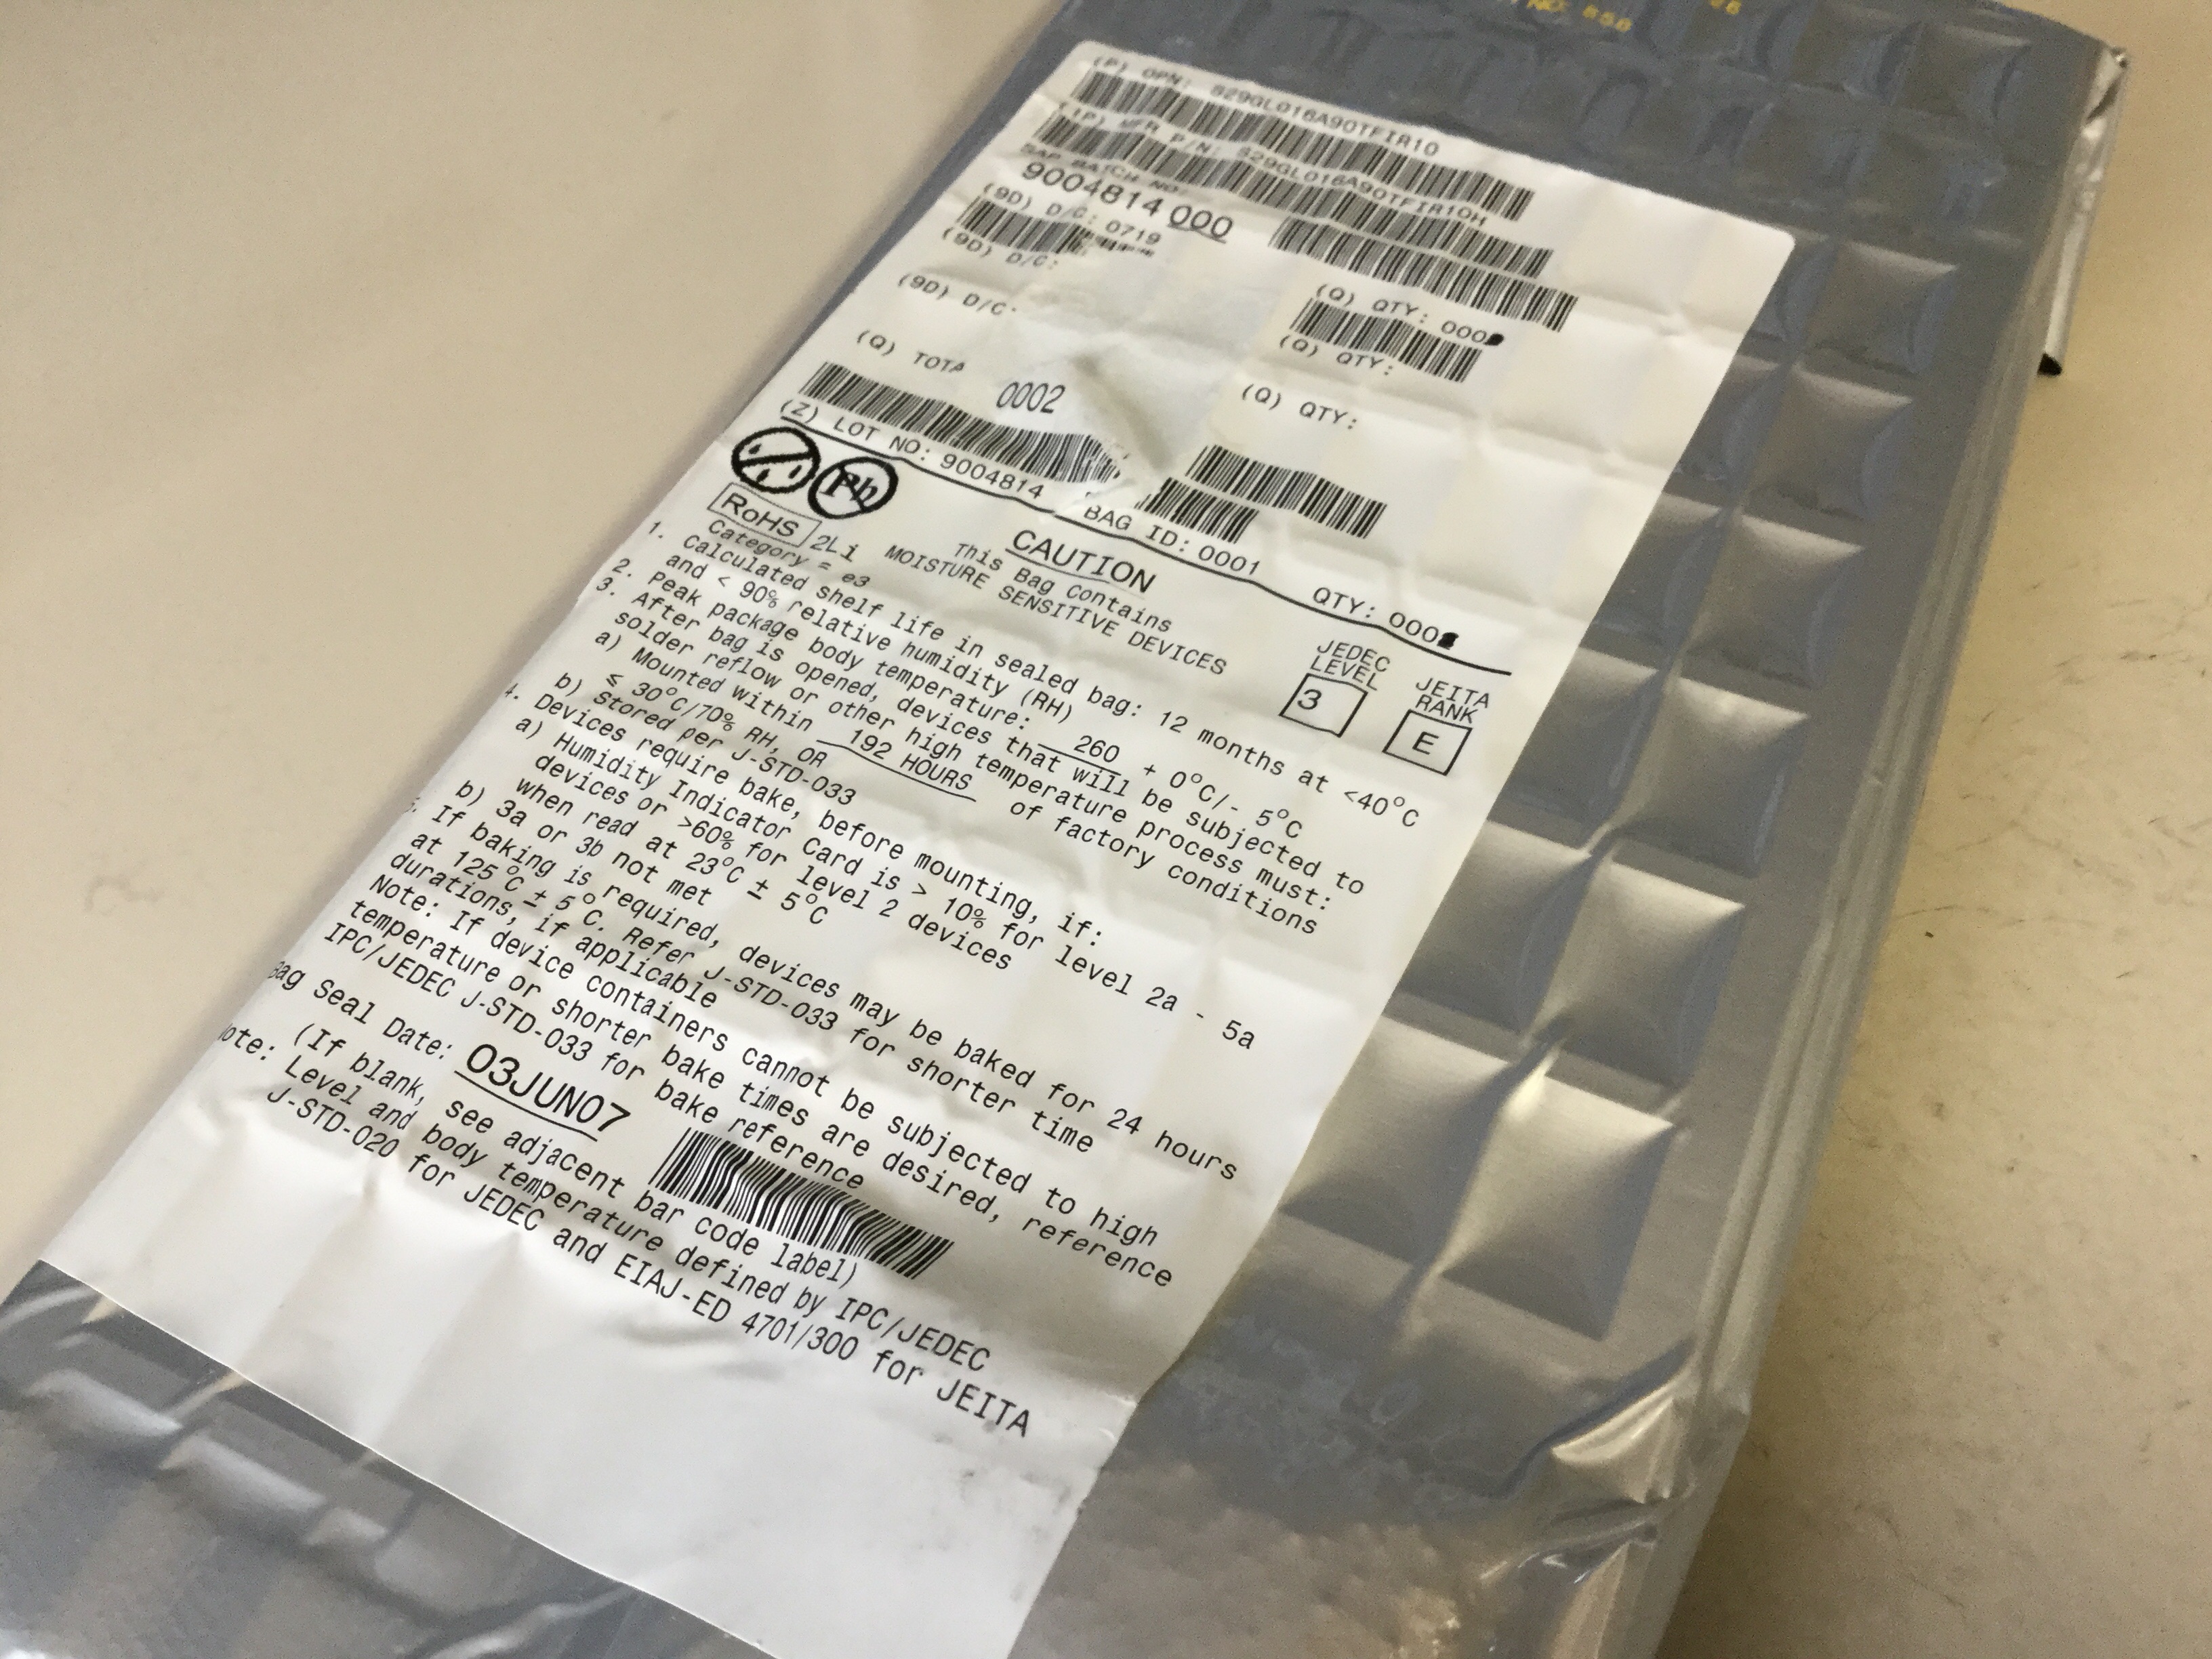 (P) OPN: S29GL016A90TFIR10
(1P) MFR P/N: S29GL016A90TFIR10H
SAP BATCH NO:
9004814 000
(9D) D/C: 0719
(Q) QTY: 000
(9D) D/C:
(Q) QTY:
(9D) D/C:
(Q) QTY:
(Q) TOTA
0002
(Z) LOT NO: 9004814 BAG ID: 0001 QTY: 000
Pb
RoHS 2Li
Category = e3
CAUTION
This Bag Contains
MOISTURE SENSITIVE DEVICES
JEDEC
LEVEL
3
JEITA
RANK
E
1. Calculated shelf life in sealed bag: 12 months at <40°C
and < 90% relative humidity (RH)
2. Peak package body temperature: 260 + 0°C/- 5°C
3. After bag is opened, devices that will be subjected to
solder reflow or other high temperature process must:
a) Mounted within 192 HOURS of factory conditions
≤ 30°C/70% RH, OR
b) Stored per J-STD-033
4. Devices require bake, before mounting, if:
a) Humidity Indicator Card is > 10% for level 2a - 5a
devices or >60% for level 2 devices
when read at 23°C ± 5°C
b) 3a or 3b not met
5. If baking is required, devices may be baked for 24 hours
at 125°C ± 5°C. Refer J-STD-033 for shorter time
durations, if applicable
Note: If device containers cannot be subjected to high
temperature or shorter bake times are desired, reference
IPC/JEDEC J-STD-033 for bake reference
Bag Seal Date: 03JUN07
(If blank, see adjacent bar code label)
ote: Level and body temperature defined by IPC/JEDEC
J-STD-020 for JEDEC and EIAJ-ED 4701/300 for JEITA